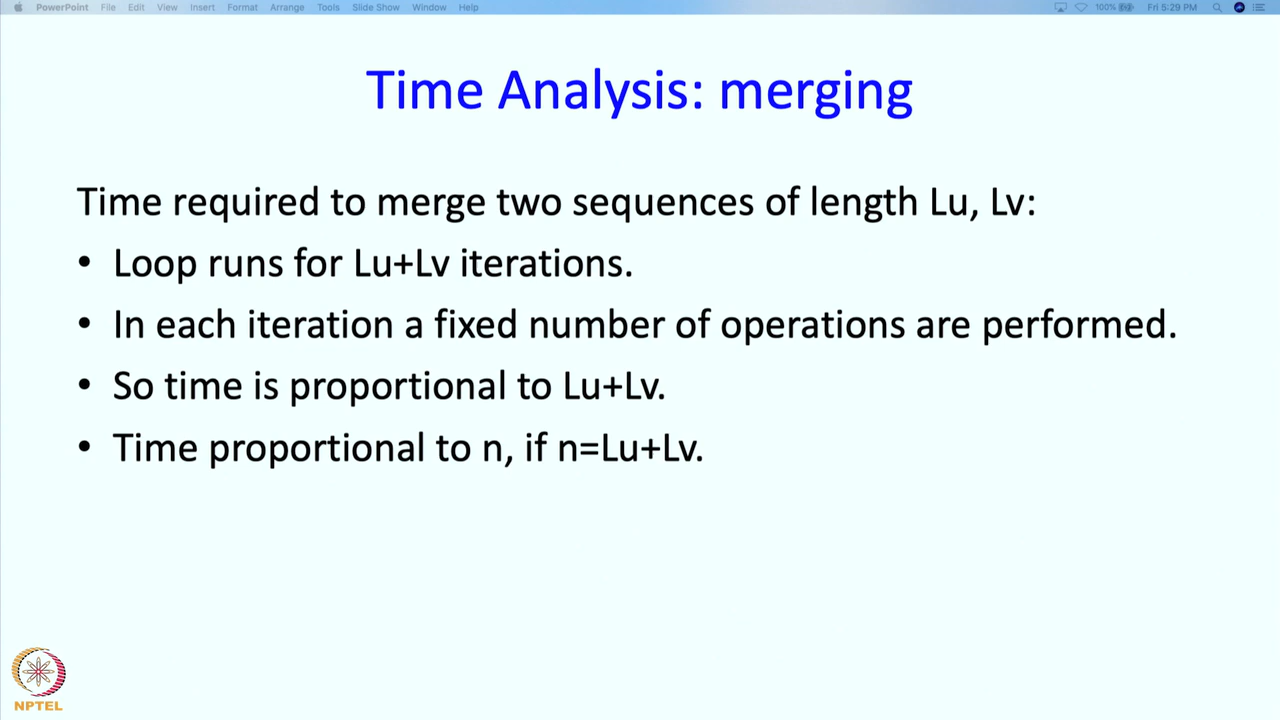 PowerPoint File Edit View Insert Format Arrange Tools Slide Show Window Help 100% Fri 5:29 PM
Time Analysis: merging
Time required to merge two sequences of length Lu, Lv:
• Loop runs for Lu+Lv iterations.
• In each iteration a fixed number of operations are performed.
• So time is proportional to Lu+Lv.
• Time proportional to n, if n=Lu+Lv.
NPTEL